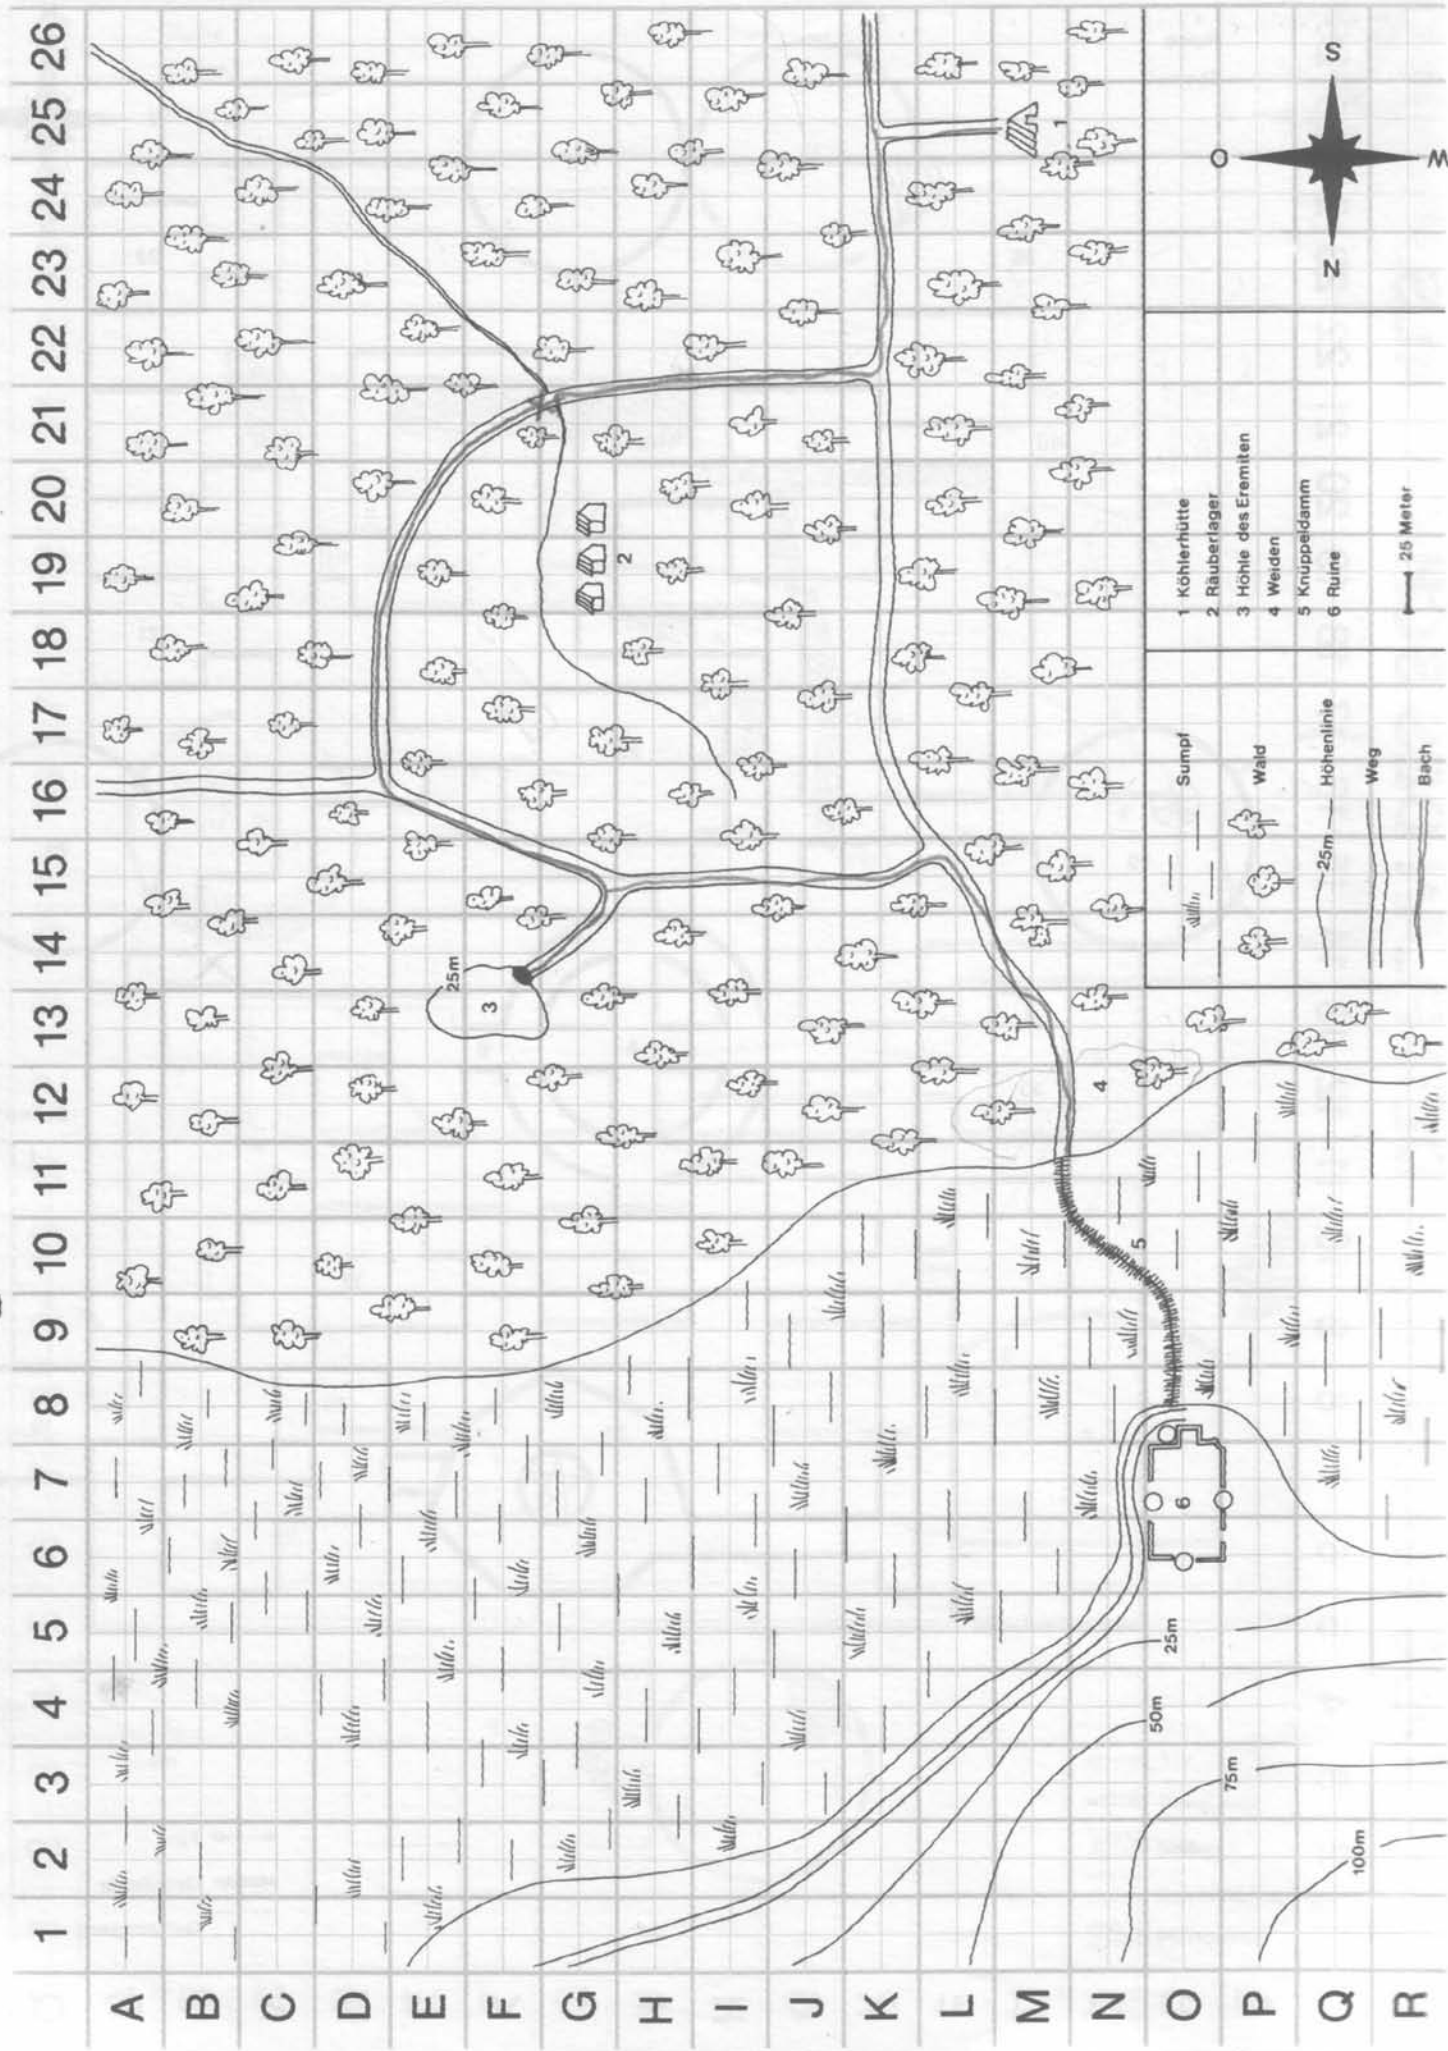 26
25
24
23
22
21
20
19
18
17
16
15
14
13
12
11
10
9
8
7
6
5
4
3
2
1
A
B
C
D
E
F
G
H
I
J
K
L
M
N
O
P
Q
R
25m
3
2
1
4
5
6
25m
50m
75m
100m
S
O
W
N
1 Köhlerhütte
2 Räuberlager
3 Höhle des Eremiten
4 Weiden
5 Knüppeldamm
6 Ruine
25 Meter
Sumpf
Wald
25m Höhenlinie
Weg
Bach